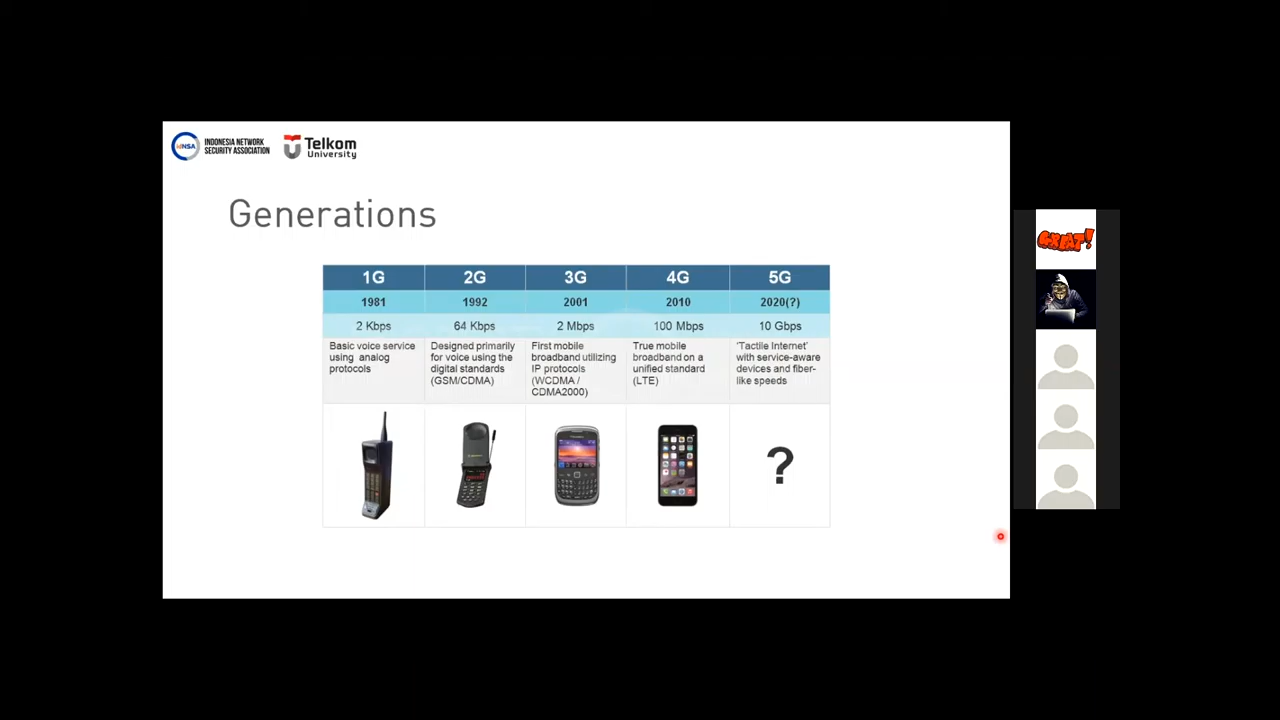 IDNSA
INDONESIA NETWORK
SECURITY ASSOCIATION
Telkom
University
Generations
1G 2G 3G 4G 5G
1981 1992 2001 2010 2020(?)
2 Kbps 64 Kbps 2 Mbps 100 Mbps 10 Gbps
Basic voice service
using analog
protocols
Designed primarily
for voice using the
digital standards
(GSM/CDMA)
First mobile
broadband utilizing
IP protocols
(WCDMA /
CDMA2000)
True mobile
broadband on a
unified standard
(LTE)
'Tactile Internet'
with service-aware
devices and fiber-
like speeds
?
GREAT!